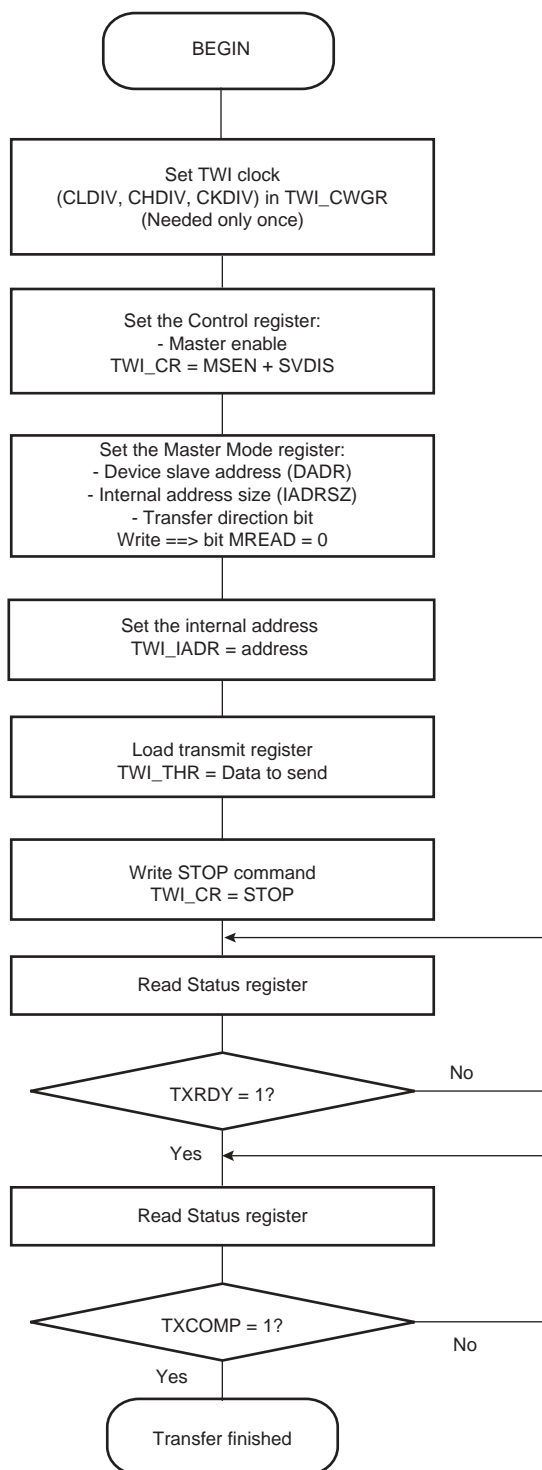 BEGIN
Set TWI clock
(CLDIV, CHDIV, CKDIV) in TWI_CWGR
(Needed only once)
Set the Control register:
- Master enable
TWI_CR = MSEN + SVDIS
Set the Master Mode register:
- Device slave address (DADR)
- Internal address size (IADRSZ)
- Transfer direction bit
Write ==> bit MREAD = 0
Set the internal address
TWI_IADR = address
Load transmit register
TWI_THR = Data to send
Write STOP command
TWI_CR = STOP
Read Status register
No
TXRDY = 1?
Yes
Read Status register
TXCOMP = 1?
No
Yes
Transfer finished